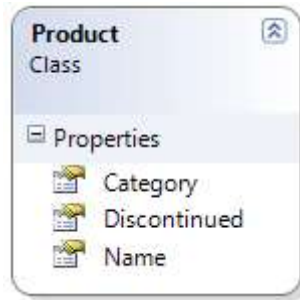 Product
Class
Properties
Category
Discontinued
Name